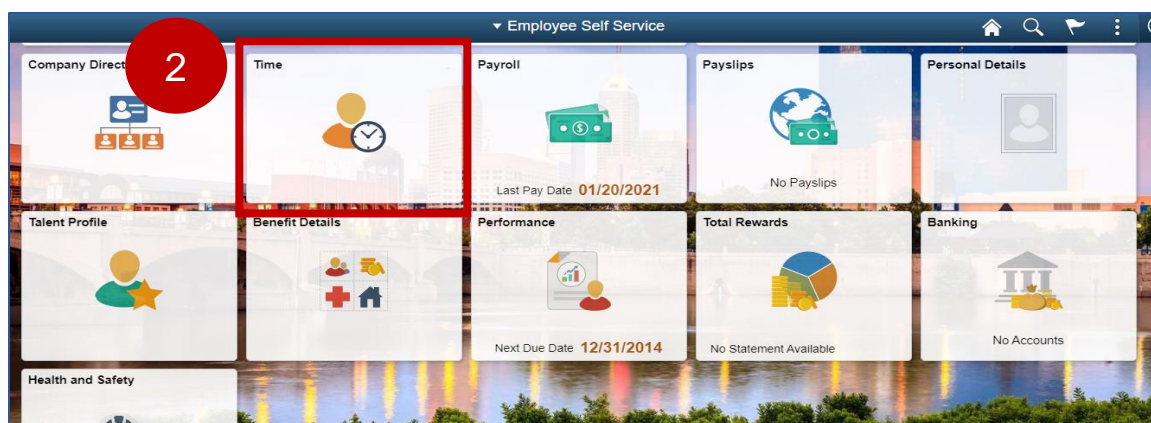 Employee Self Service
2
Company Direct
Time
Payroll
Last Pay Date 01/20/2021
Payslips
No Payslips
Personal Details
Talent Profile
Benefit Details
Performance
Next Due Date 12/31/2014
Total Rewards
No Statement Available
Banking
No Accounts
Health and Safety